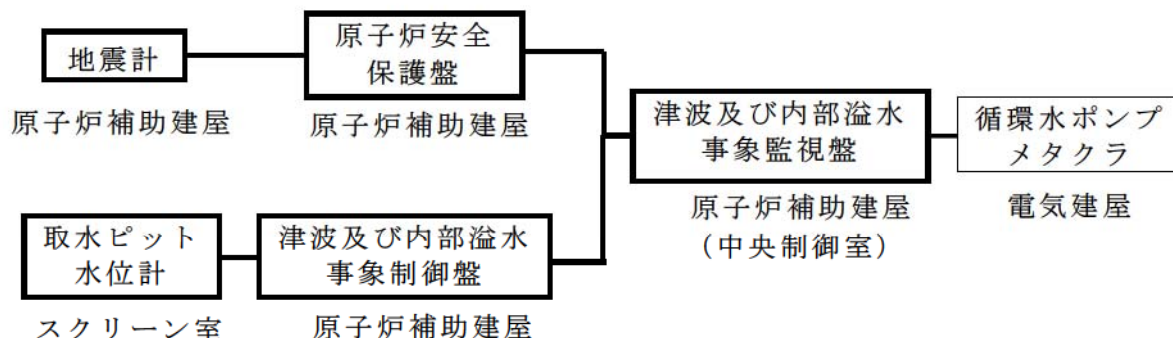 地震計
原子炉補助建屋
原子炉安全
保護盤
原子炉補助建屋
取水ピット
水位計
スクリーン室
津波及び内部溢水
事象制御盤
原子炉補助建屋
津波及び内部溢水
事象監視盤
原子炉補助建屋
（中央制御室）
循環水ポンプ
メタクラ
電気建屋